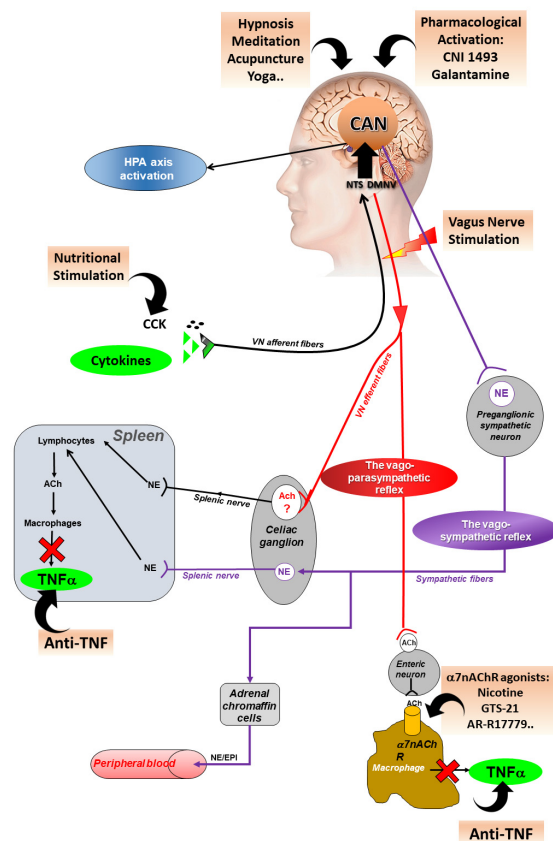 Hypnosis
Meditation
Acupuncture
Yoga..
Pharmacological
Activation:
CNI 1493
Galantamine
CAN
HPA axis
activation
NTS DMNV
Vagus Nerve
Stimulation
Nutritional
Stimulation
CCK
Cytokines
VN afferent fibers
VN efferent fibers
NE
Preganglionic
sympathetic
neuron
Spleen
Lymphocytes
ACh
Macrophages
TNFα
Anti-TNF
NE
Splenic nerve
Ach
?
Celiac
ganglion
The vago-
parasympathetic
reflex
The vago-
sympathetic reflex
NE
Splenic nerve
NE
Sympathetic fibers
Adrenal
chromaffin
cells
NE/EPI
Peripheral blood
ACh
Enteric
neuron
ACh
α7nACh
R
Macrophage
TNFα
α7nAChR agonists:
Nicotine
GTS-21
AR-R17779..
Anti-TNF